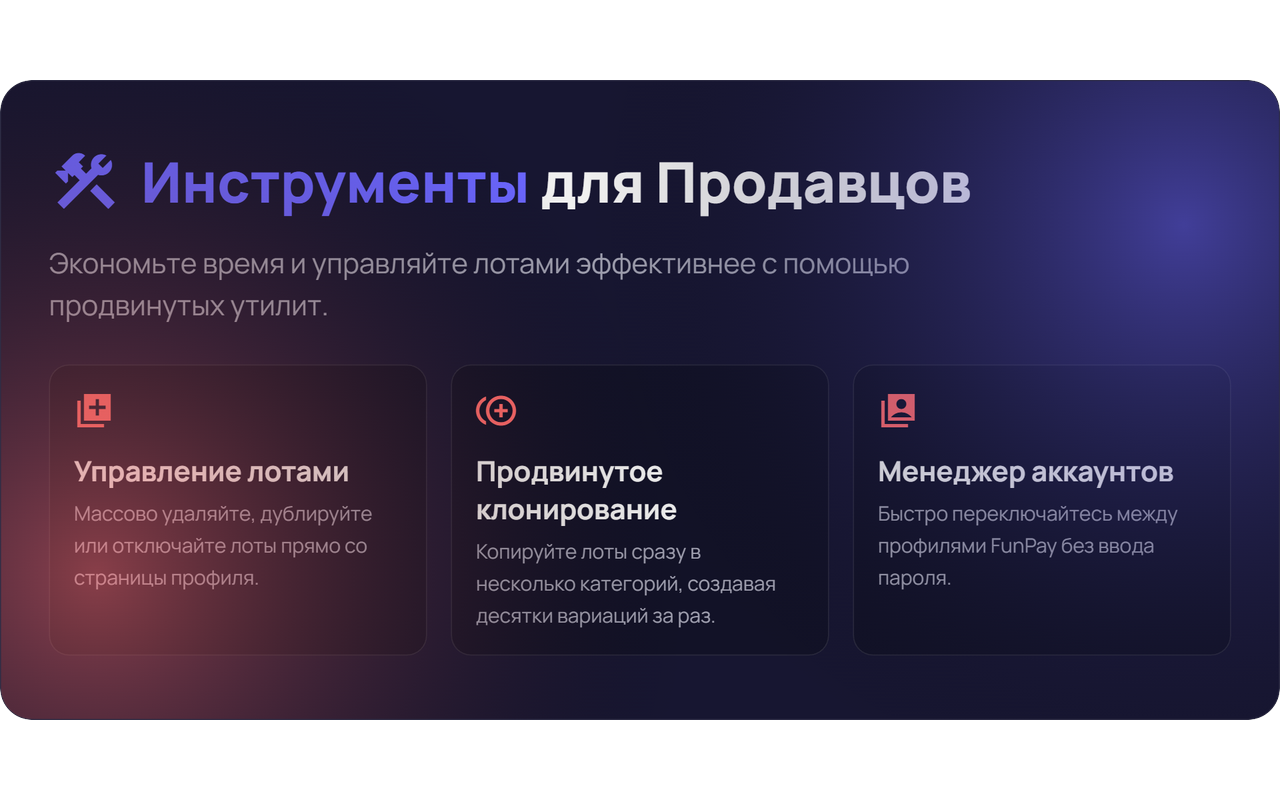 Инструменты для Продавцов
Экономьте время и управляйте лотами эффективнее с помощью
продвинутых утилит.
Управление лотами
Массово удаляйте, дублируйте
или отключайте лоты прямо со
страницы профиля.
Продвинутое
клонирование
Копируйте лоты сразу в
несколько категорий, создавая
десятки вариаций за раз.
Менеджер аккаунтов
Быстро переключайтесь между
профилями FunPay без ввода
пароля.